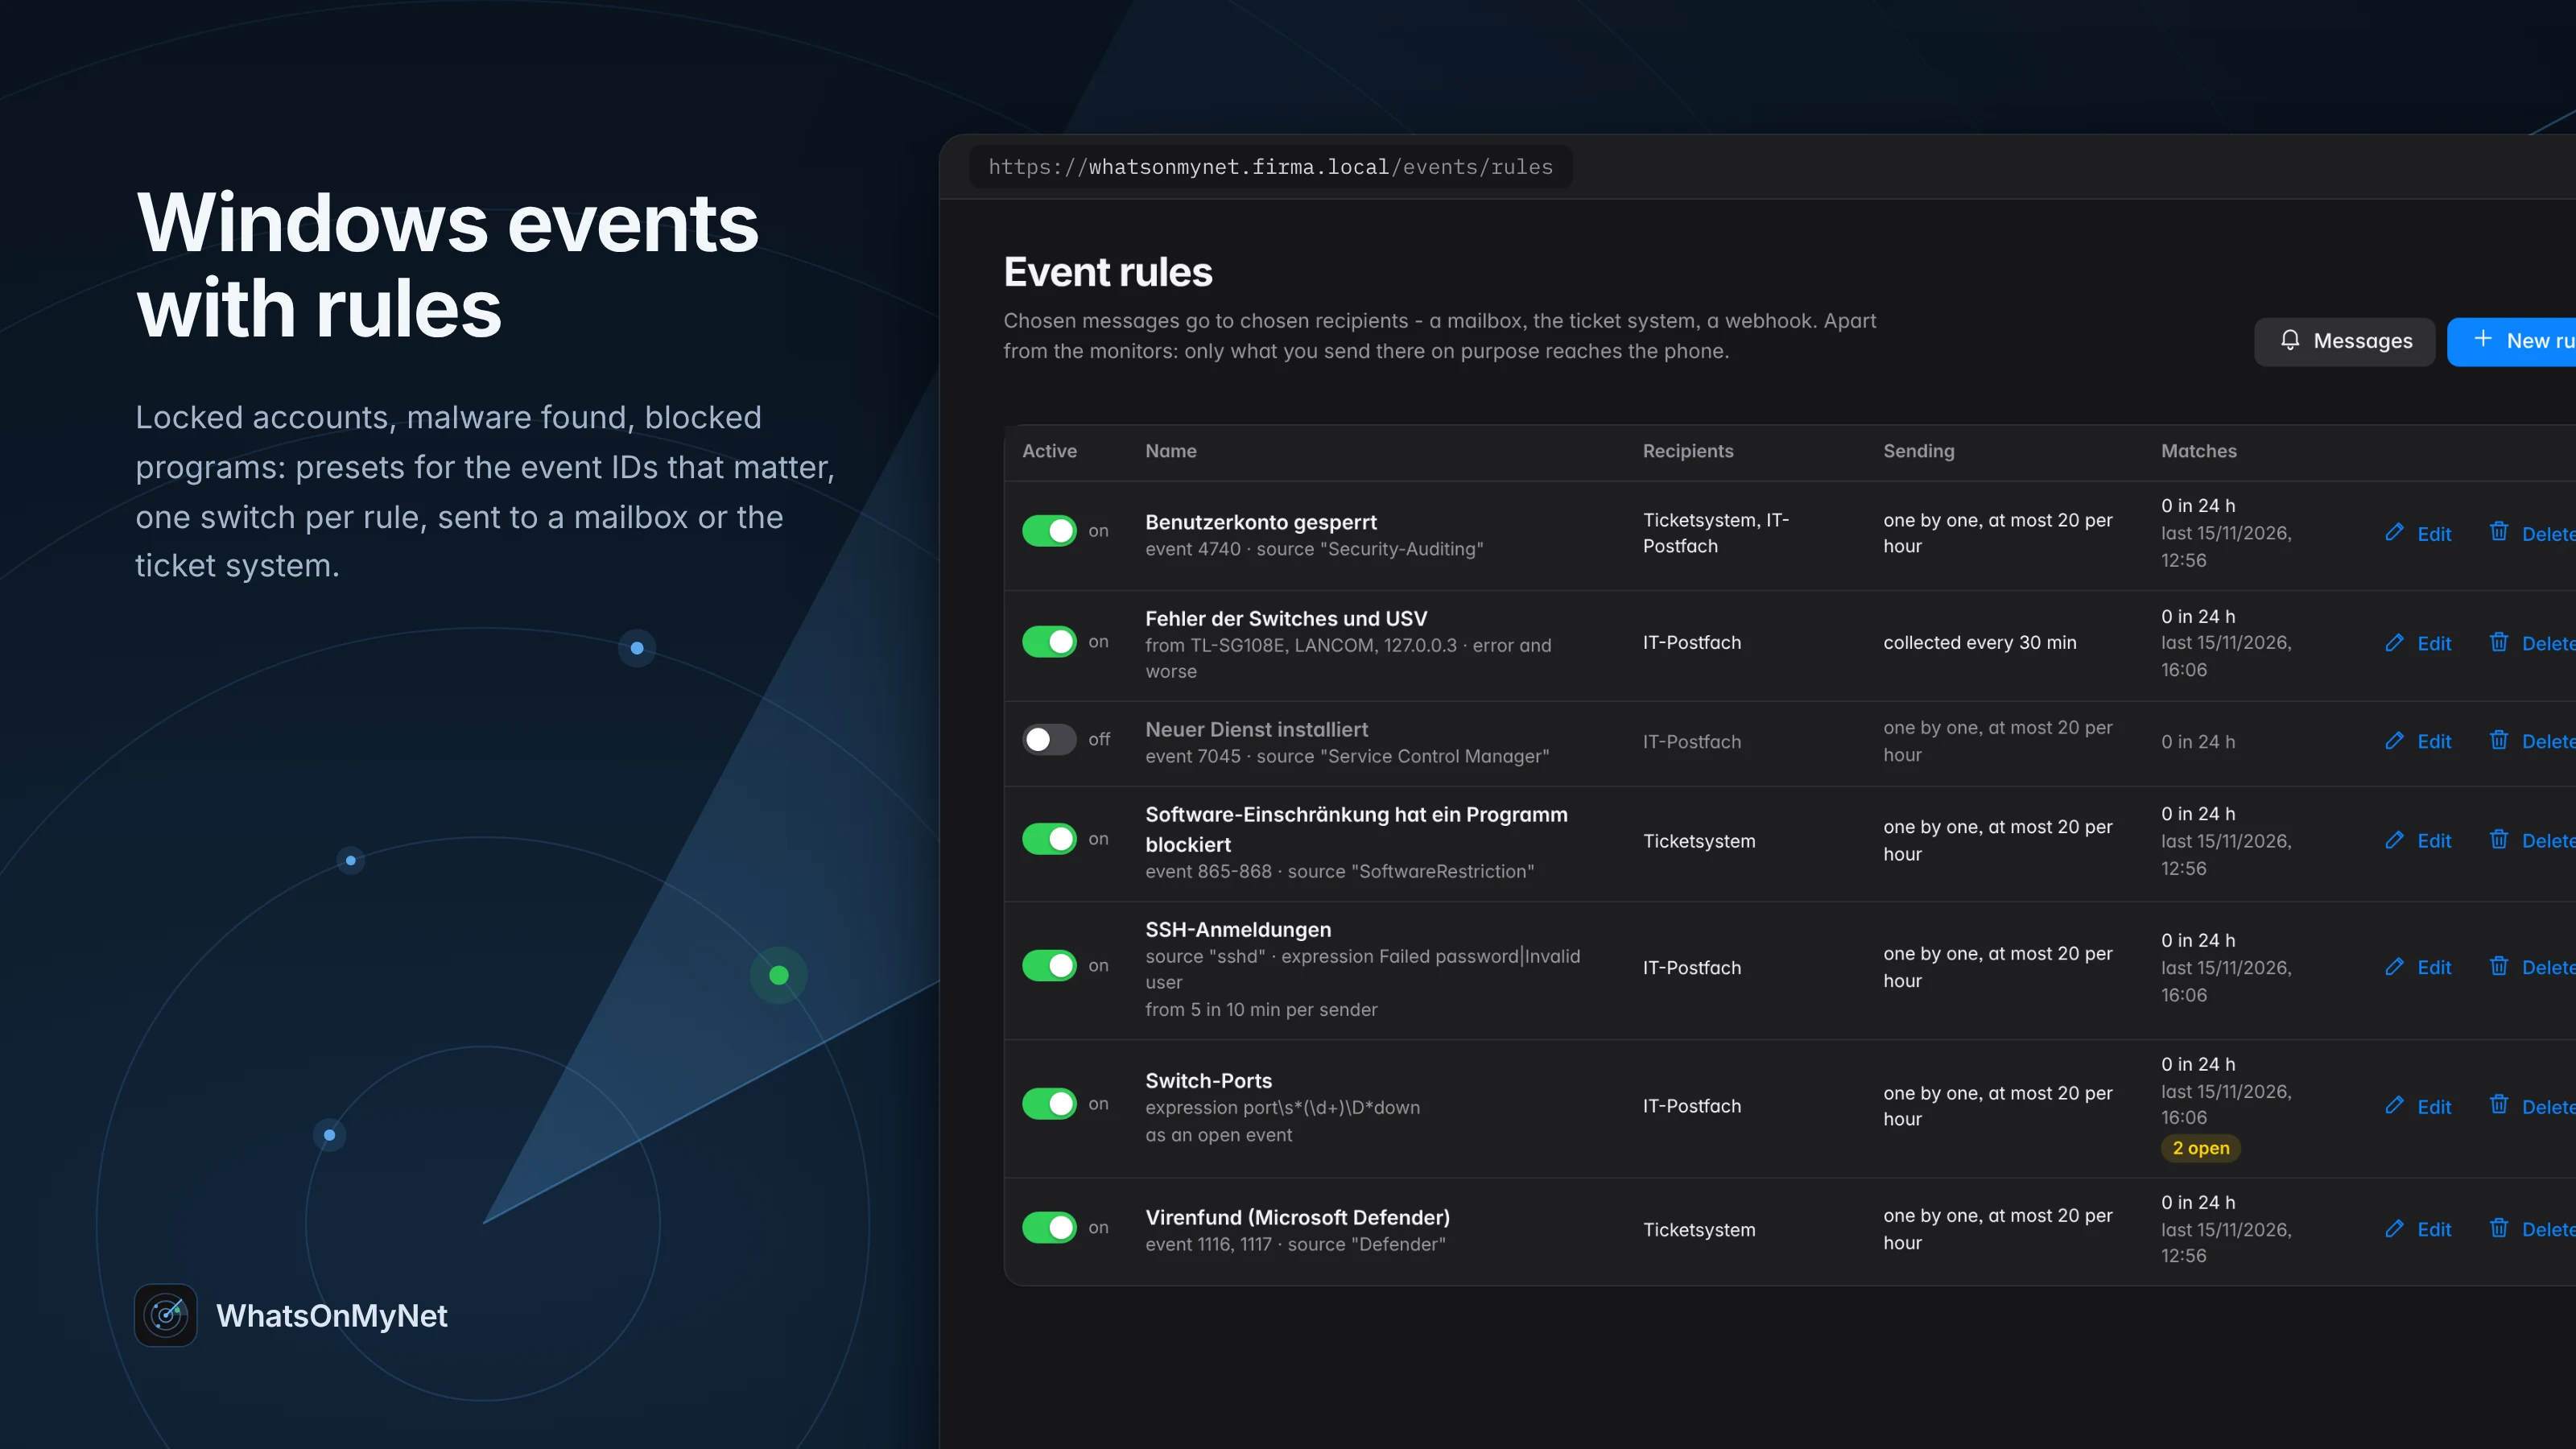 Windows events
with rules
Locked accounts, malware found, blocked
programs: presets for the event IDs that matter,
one switch per rule, sent to a mailbox or the
ticket system.
WhatsOnMyNet
https://whatsonmynet.firma.local/events/rules
Event rules
Chosen messages go to chosen recipients - a mailbox, the ticket system, a webhook. Apart
from the monitors: only what you send there on purpose reaches the phone.
Messages
New ru
Active Name Recipients Sending Matches
on
Benutzerkonto gesperrt
event 4740 · source "Security-Auditing"
Ticketsystem, IT-
Postfach
one by one, at most 20 per
hour
0 in 24 h
last 15/11/2026,
12:56
Edit Delete
on
Fehler der Switches und USV
from TL-SG108E, LANCOM, 127.0.0.3 · error and
worse
IT-Postfach
collected every 30 min
0 in 24 h
last 15/11/2026,
16:06
Edit Delete
off
Neuer Dienst installiert
event 7045 · source "Service Control Manager"
IT-Postfach
one by one, at most 20 per
hour
0 in 24 h
Edit Delete
on
Software-Einschränkung hat ein Programm
blockiert
event 865-868 · source "SoftwareRestriction"
Ticketsystem
one by one, at most 20 per
hour
0 in 24 h
last 15/11/2026,
12:56
Edit Delete
on
SSH-Anmeldungen
source "sshd" · expression Failed password|Invalid
user
from 5 in 10 min per sender
IT-Postfach
one by one, at most 20 per
hour
0 in 24 h
last 15/11/2026,
16:06
Edit Delete
on
Switch-Ports
expression port\s*(\d+)\D*down
as an open event
IT-Postfach
one by one, at most 20 per
hour
0 in 24 h
last 15/11/2026,
16:06
2 open
Edit Delete
on
Virenfund (Microsoft Defender)
event 1116, 1117 · source "Defender"
Ticketsystem
one by one, at most 20 per
hour
0 in 24 h
last 15/11/2026,
12:56
Edit Delete